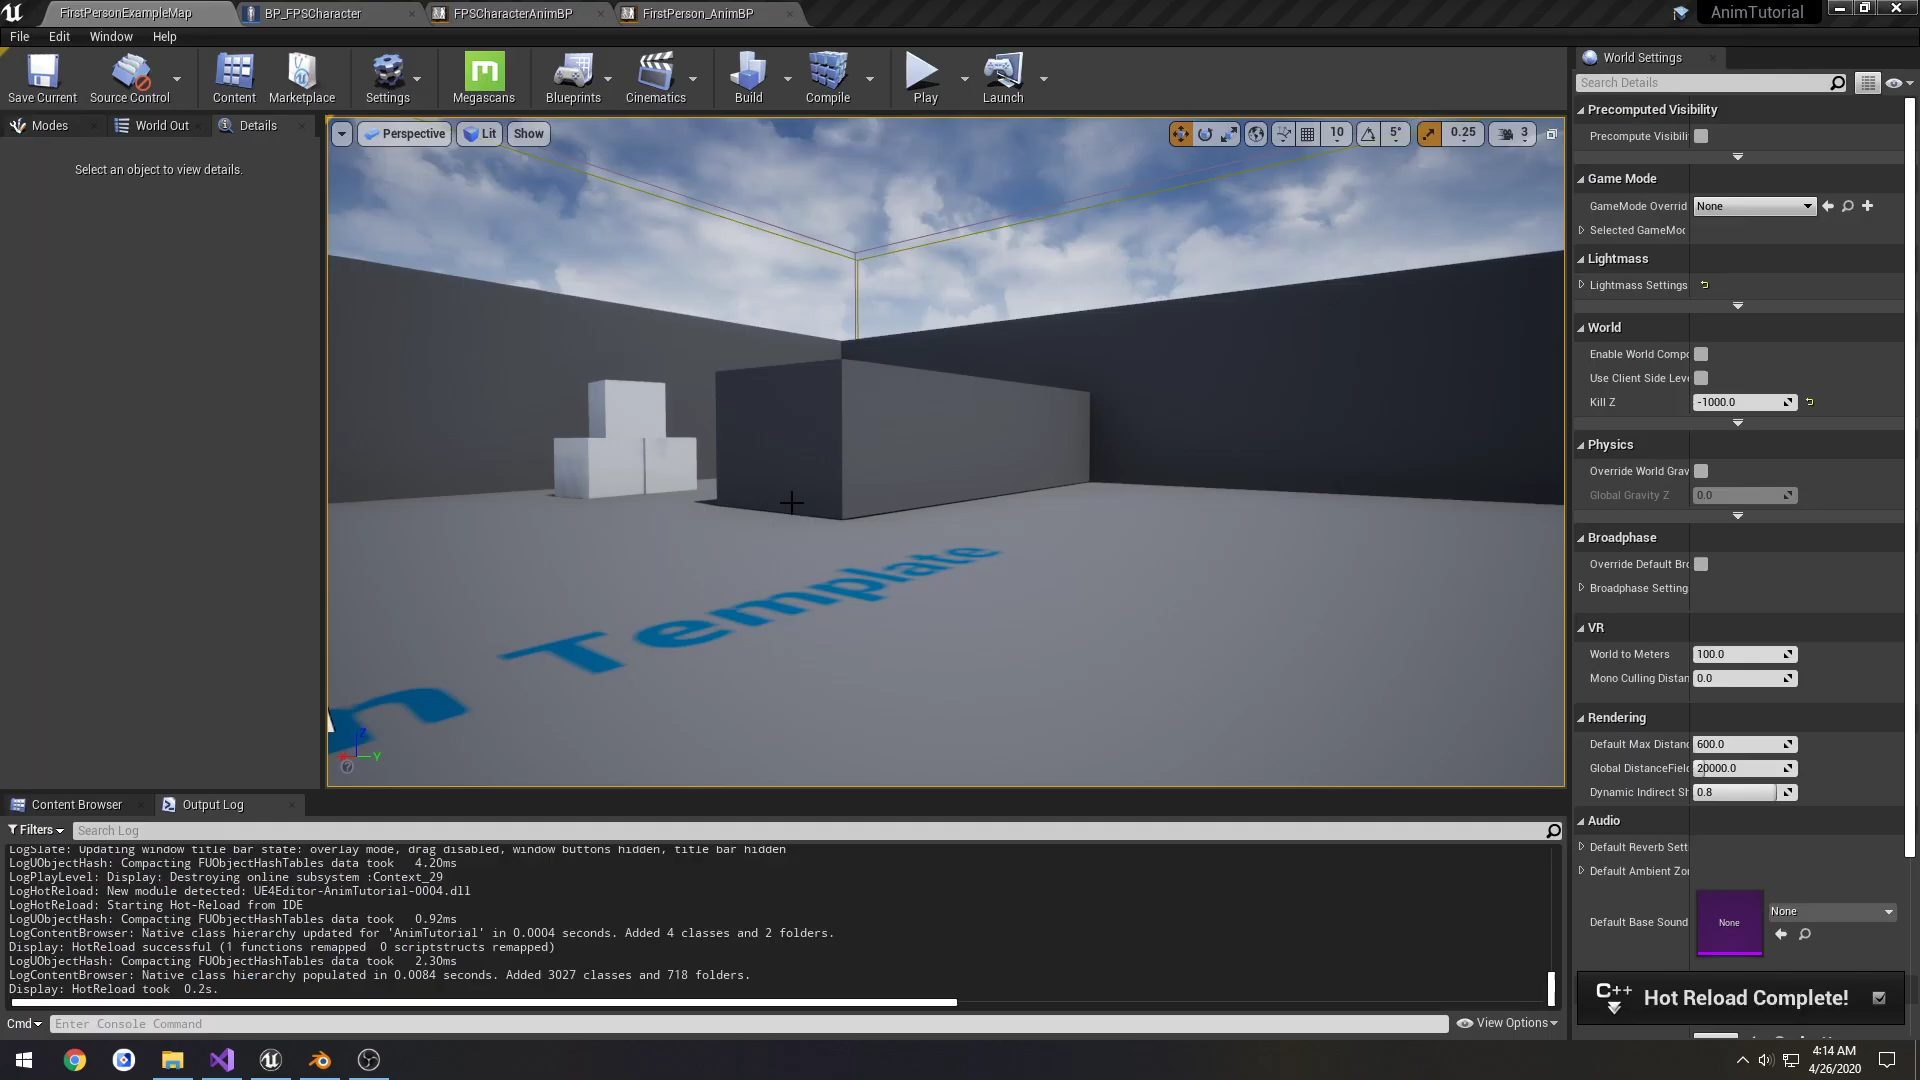 FirstPersonExampleMap
BP_FPSCharacter
FPSCharacterAnimBP
FirstPerson_AnimBP
AnimTutorial
File Edit Window Help
Save Current
Source Control
Content
Marketplace
Settings
Megascans
Blueprints
Cinematics
Build
Compile
Play
Launch
Modes
World Out
Details
Select an object to view details.
Perspective
Lit
Show
10
5°
0.25
3
n Template
Z
X
Y
World Settings
Search Details
Precomputed Visibility
Precompute Visibili
Game Mode
GameMode Overrid
None
Selected GameMod
Lightmass
Lightmass Settings
World
Enable World Compo
Use Client Side Leve
Kill Z
-1000.0
Physics
Override World Grav
Global Gravity Z
0.0
Broadphase
Override Default Bro
Broadphase Setting
VR
World to Meters
100.0
Mono Culling Distan
0.0
Rendering
Default Max Distanc
600.0
Global DistanceField
20000.0
Dynamic Indirect Sh
0.8
Audio
Default Reverb Sett
Default Ambient Zon
Default Base Sound
None
None
C++
Hot Reload Complete!
Content Browser
Output Log
Filters
Search Log
LogSlate: Updating window title bar state: overlay mode, drag disabled, window buttons hidden, title bar hidden
LogUObjectHash: Compacting FUObjectHashTables data took   4.20ms
LogPlayLevel: Display: Destroying online subsystem :Context_29
LogHotReload: New module detected: UE4Editor-AnimTutorial-0004.dll
LogHotReload: Starting Hot-Reload from IDE
LogUObjectHash: Compacting FUObjectHashTables data took   0.92ms
LogContentBrowser: Native class hierarchy updated for 'AnimTutorial' in 0.0004 seconds. Added 4 classes and 2 folders.
Display: HotReload successful (1 functions remapped  0 scriptstructs remapped)
LogUObjectHash: Compacting FUObjectHashTables data took   2.30ms
LogContentBrowser: Native class hierarchy populated in 0.0084 seconds. Added 3027 classes and 718 folders.
Display: HotReload took  0.2s.
Cmd
Enter Console Command
View Options
4:14 AM
4/26/2020